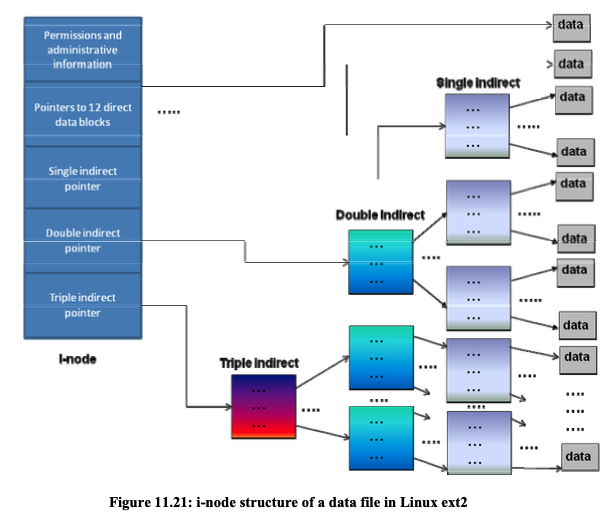 Permissions and
administrative
information
Pointers to 12 direct
data blocks
.....
Single indirect
pointer
Double indirect
pointer
Triple indirect
pointer
I-node
data
data
Single Indirect
...
...
data
.....
data
Double Indirect
...
...
...
....
...
...
data
.....
data
...
...
data
.....
data
Triple Indirect
...
...
...
....
...
...
...
....
...
...
data
....
....
....
....
....
...
...
...
....
...
...
....
data
Figure 11.21: i-node structure of a data file in Linux ext2